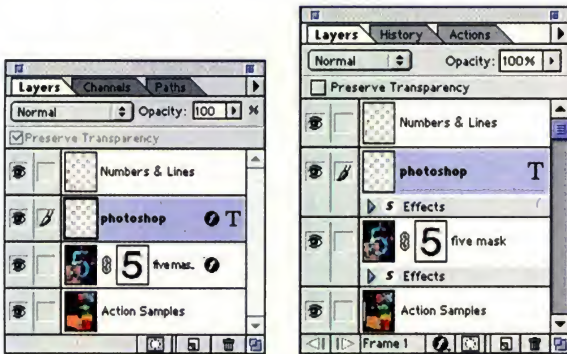 Layers Channels Paths
Normal Opacity: 100 %
Preserve Transparency
Numbers & Lines
photoshop T
5 five mas..
Action Samples
Layers History Actions
Normal Opacity: 100%
Preserve Transparency
Numbers & Lines
photoshop T
S Effects
5 five mask
S Effects
Action Samples
Frame 1